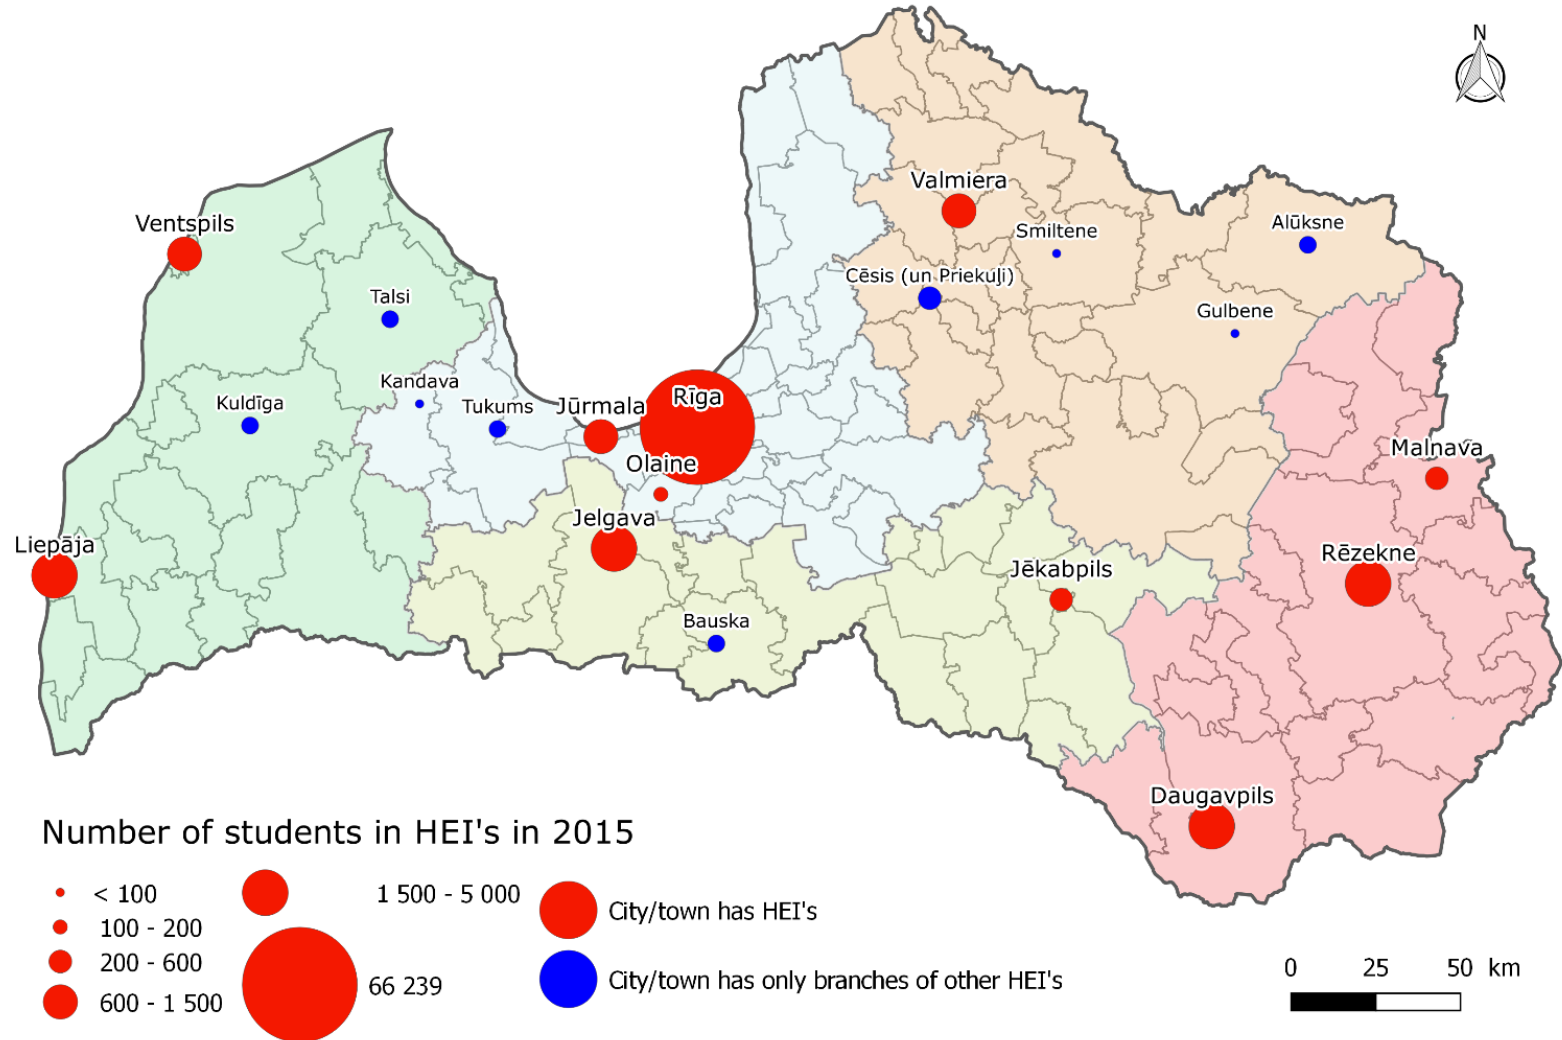 N
Valmiera
Ventspils
Smiltene
Alūksne
Cēsis (un Priekuļi)
Talsi
Gulbene
Kandava
Rīga
Kuldīga
Tukums
Jūrmala
Olaine
Malnava
Jelgava
Liepāja
Rēzekne
Jēkabpils
Bauska
Daugavpils
Number of students in HEI's in 2015
< 100
1 500 - 5 000
City/town has HEI's
100 - 200
200 - 600
City/town has only branches of other HEI's
66 239
600 - 1 500
0 25 50 km